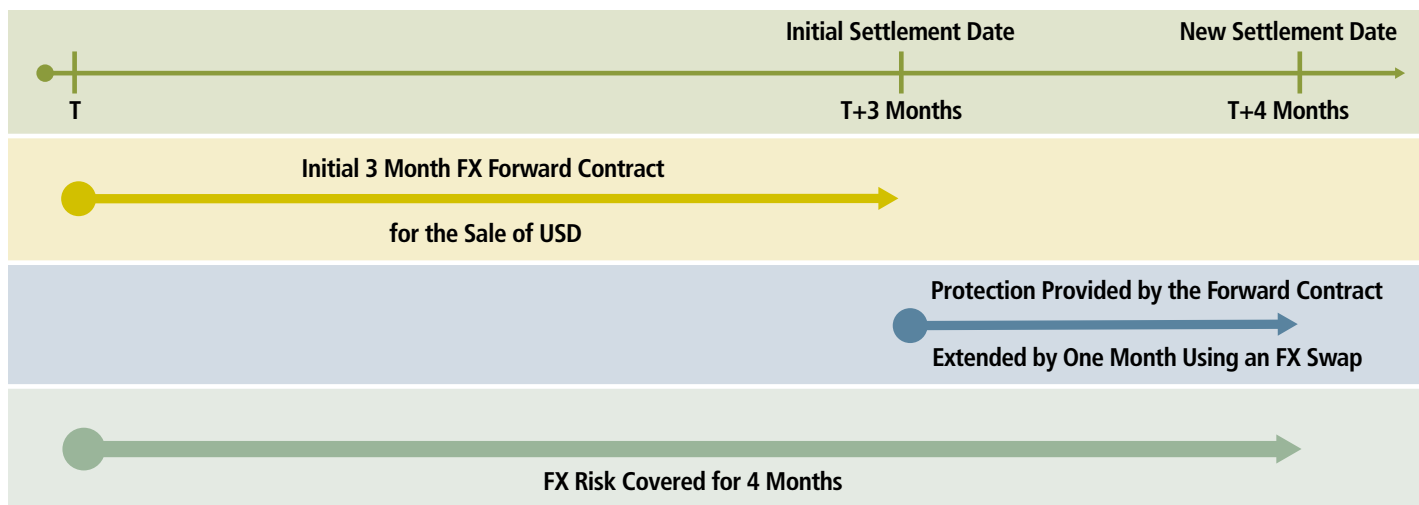 Initial Settlement Date
New Settlement Date
T
T+3 Months
T+4 Months
Initial 3 Month FX Forward Contract
for the Sale of USD
Protection Provided by the Forward Contract
Extended by One Month Using an FX Swap
FX Risk Covered for 4 Months